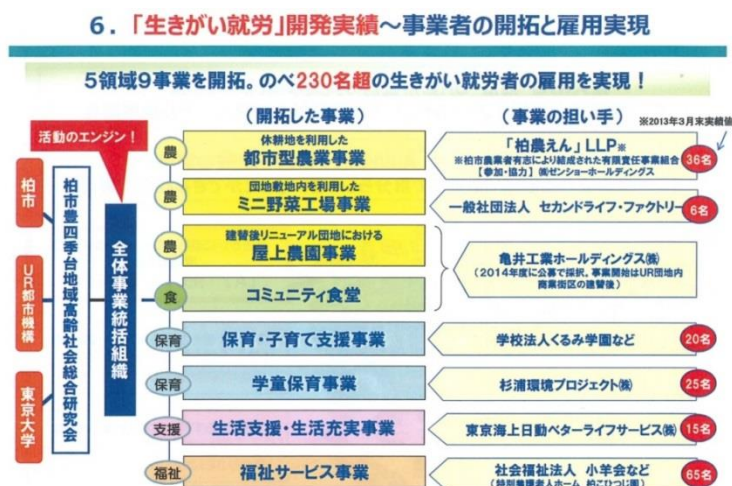 6．「生きがい就労」開発実績～事業者の開拓と雇用実現
5領域9事業を開拓。のべ230名超の生きがい就労者の雇用を実現！
（開拓した事業）
（事業の担い手）
※2013年3月末実績値
活動のエンジン！
柏市
UR都市機構
東京大学
柏市豊四季台地域高齢社会総合研究会
全体事業統括組織
農
休耕地を利用した
都市型農業事業
「柏農えん」LLP※
※柏市農業者有志により結成された有限責任事業組合
【参加・協力】㈱ゼンショーホールディングス
36名
農
団地敷地内を利用した
ミニ野菜工場事業
一般社団法人 セカンドライフ・ファクトリー
6名
農
建替後リニューアル団地における
屋上農園事業
亀井工業ホールディングス㈱
（2014年度に公募で採択。事業開始はUR団地内
商業街区の建替後）
食
コミュニティ食堂
保育
保育・子育て支援事業
学校法人くるみ学園など
20名
保育
学童保育事業
杉浦環境プロジェクト㈱
25名
支援
生活支援・生活充実事業
東京海上日動ベターライフサービス㈱
15名
福祉
福祉サービス事業
社会福祉法人 小羊会など
（特別養護老人ホーム 柏こひつじ園）
65名